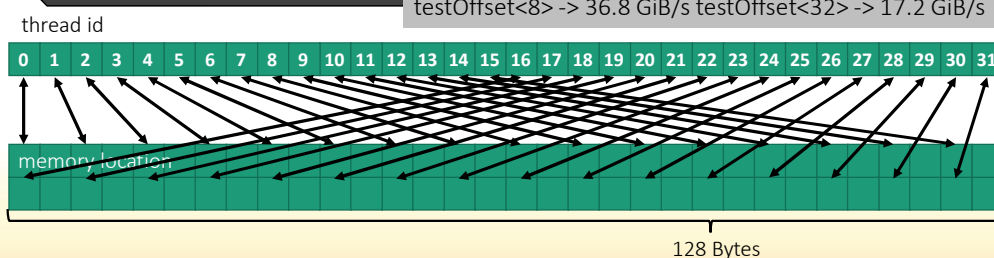 testOffset<8> -> 36.8 GiB/s testOffset<32> -> 17.2 GiB/s
thread id
0 1 2 3 4 5 6 7 8 9 10 11 12 13 14 15 16 17 18 19 20 21 22 23 24 25 26 27 28 29 30 31
memory location
128 Bytes